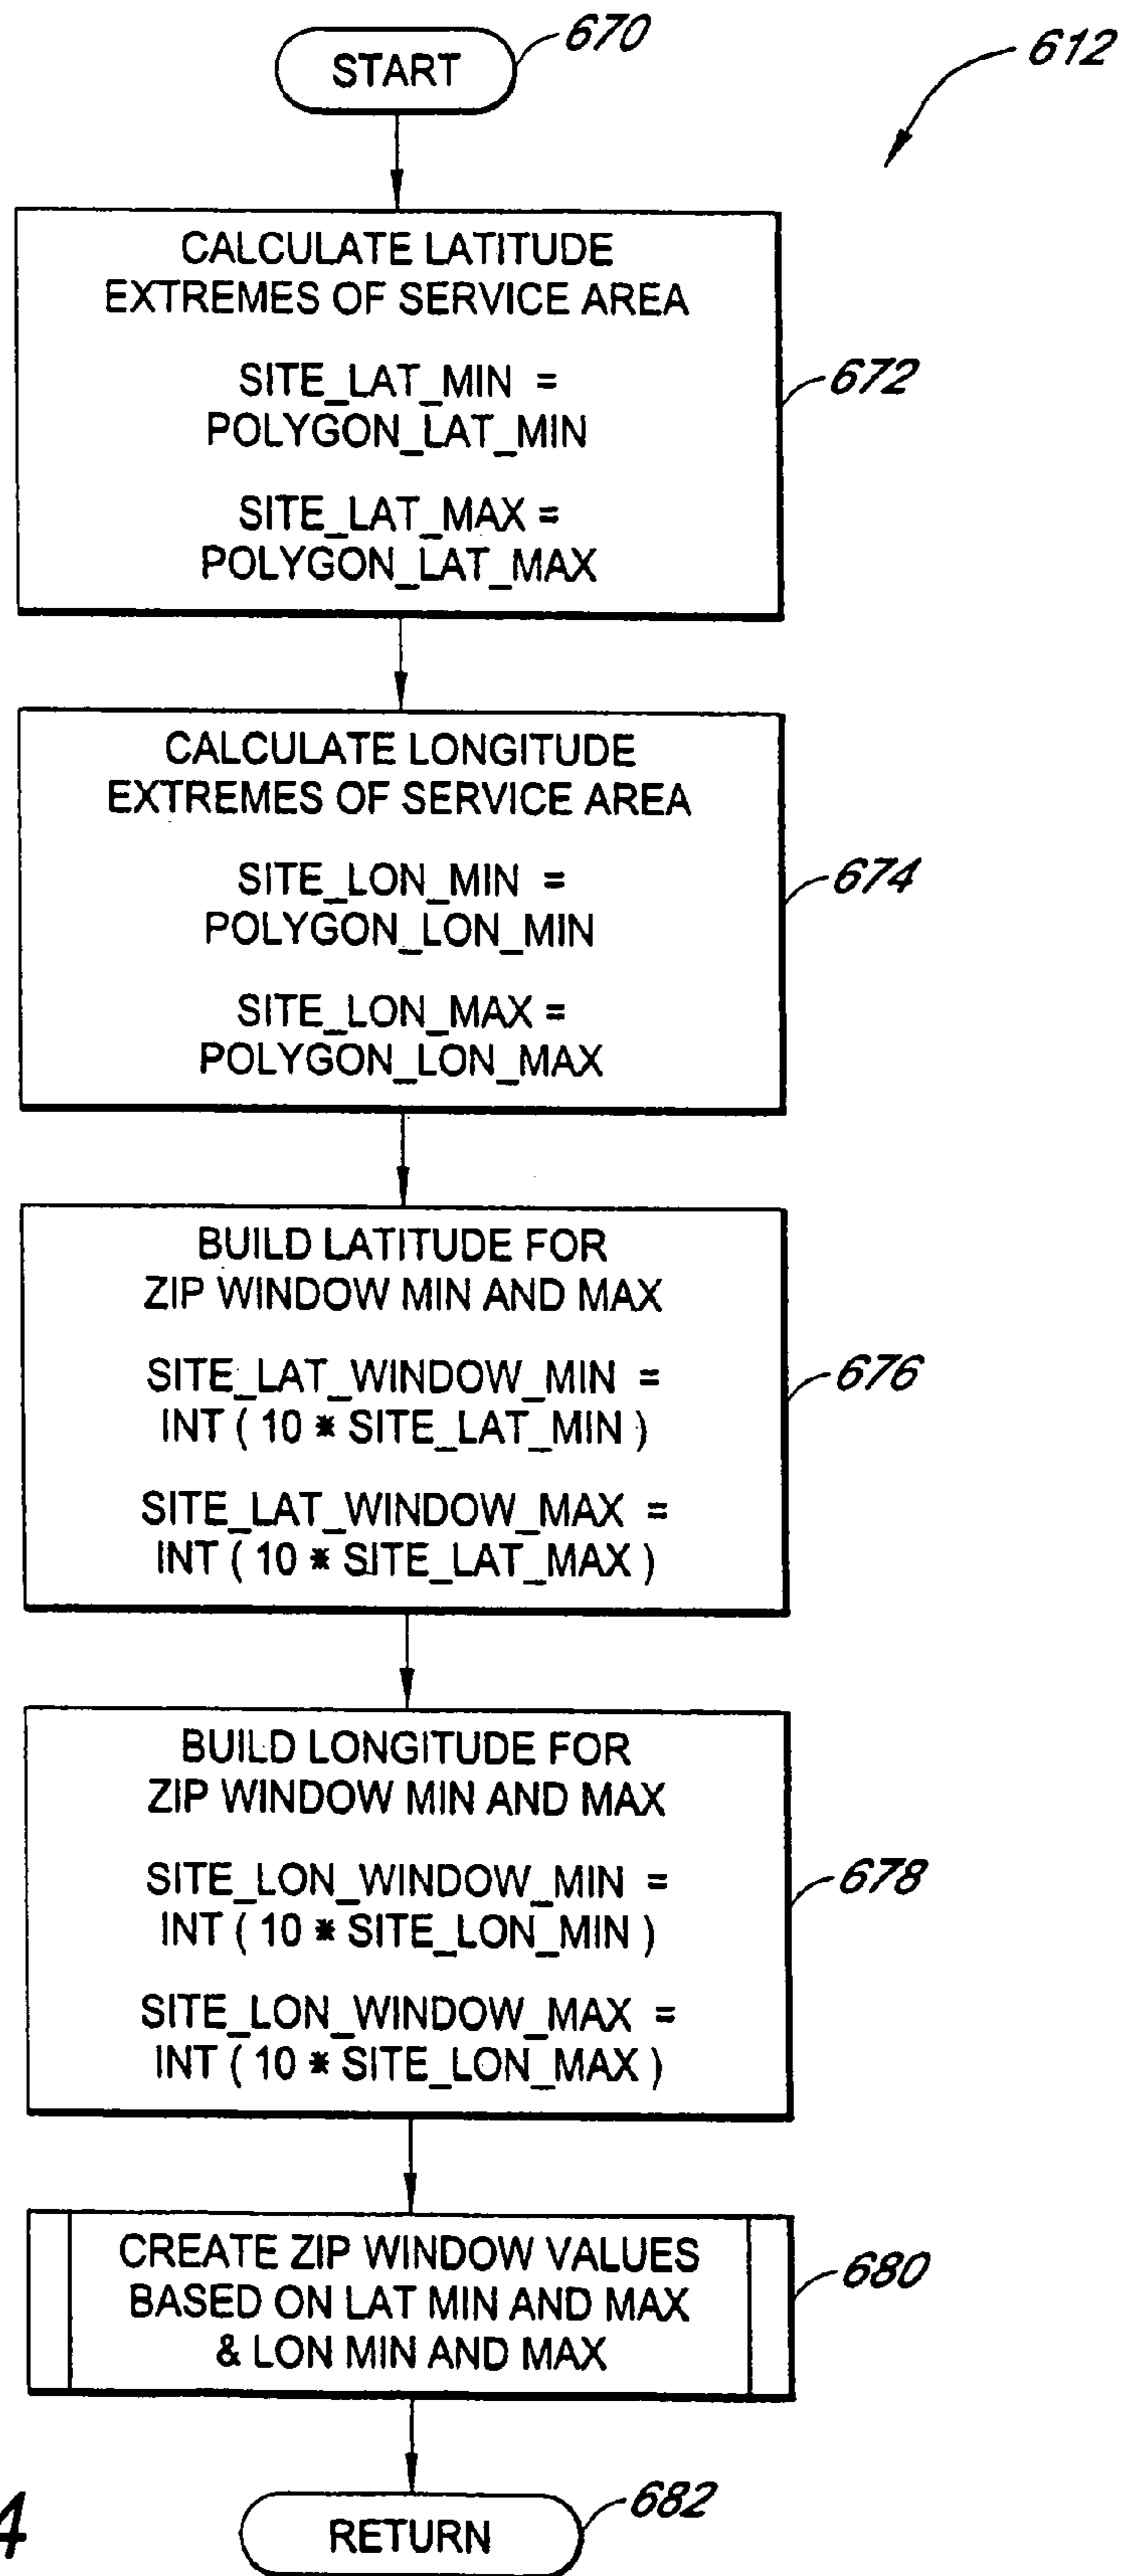 START
670
612
CALCULATE LATITUDE
EXTREMES OF SERVICE AREA
SITE_LAT_MIN =
POLYGON_LAT_MIN
SITE_LAT_MAX =
POLYGON_LAT_MAX
672
CALCULATE LONGITUDE
EXTREMES OF SERVICE AREA
SITE_LON_MIN =
POLYGON_LON_MIN
SITE_LON_MAX =
POLYGON_LON_MAX
674
BUILD LATITUDE FOR
ZIP WINDOW MIN AND MAX
SITE_LAT_WINDOW_MIN =
INT ( 10 * SITE_LAT_MIN )
SITE_LAT_WINDOW_MAX =
INT ( 10 * SITE_LAT_MAX )
676
BUILD LONGITUDE FOR
ZIP WINDOW MIN AND MAX
SITE_LON_WINDOW_MIN =
INT ( 10 * SITE_LON_MIN )
SITE_LON_WINDOW_MAX =
INT ( 10 * SITE_LON_MAX )
678
CREATE ZIP WINDOW VALUES
BASED ON LAT MIN AND MAX
& LON MIN AND MAX
680
RETURN
682
4